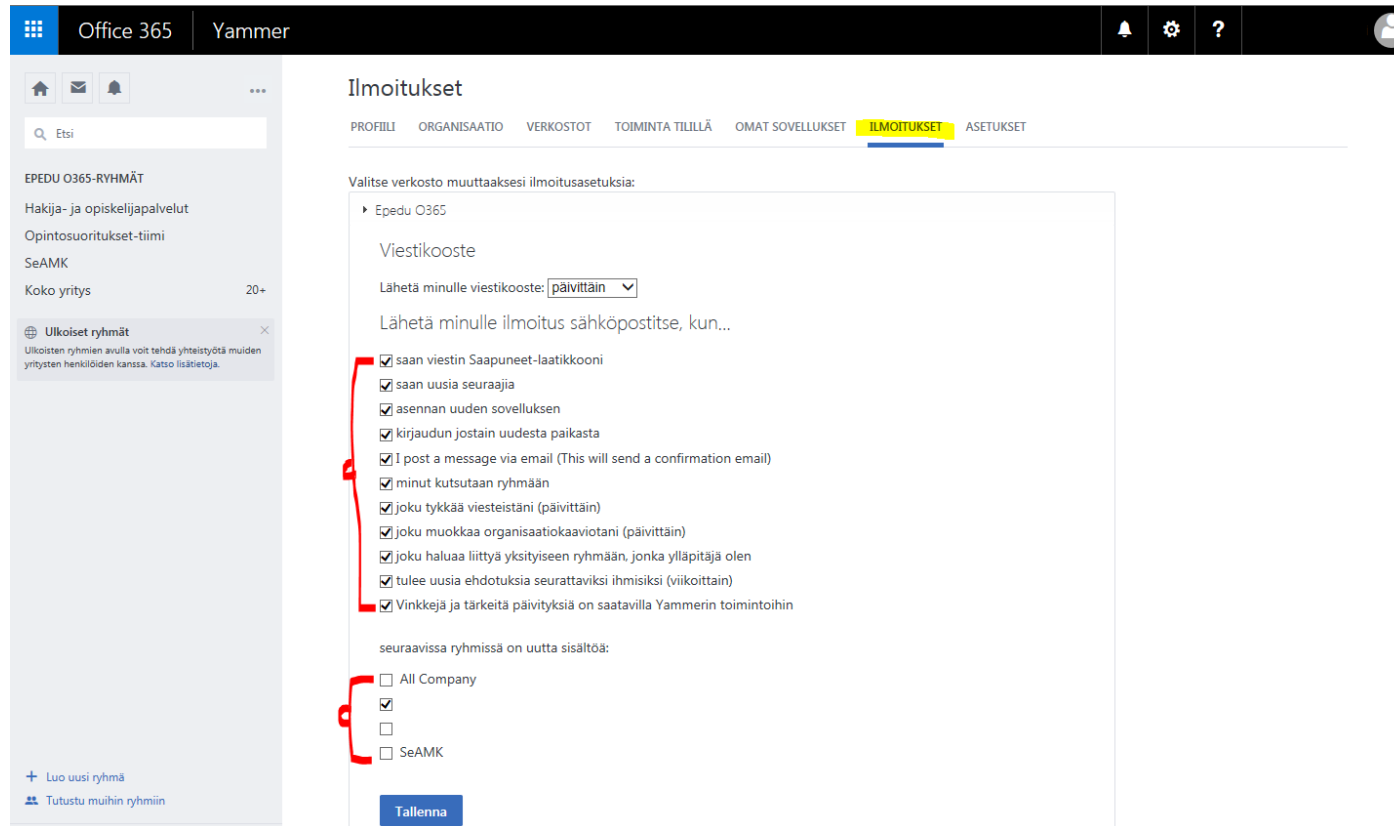 Office 365 Yammer ?
Etsi
EPEDU O365-RYHMÄT
Hakija- ja opiskelijapalvelut
Opintosuoritukset-tiimi
SeAMK
Koko yritys 20+
Ulkoiset ryhmät
Ulkoisten ryhmien avulla voit tehdä yhteistyötä muiden
yritysten henkilöiden kanssa. Katso lisätietoja.
+ Luo uusi ryhmä
Tutustu muihin ryhmiin
Ilmoitukset
PROFIILI ORGANISAATIO VERKOSTOT TOIMINTA TILILLÄ OMAT SOVELLUKSET ILMOITUKSET ASETUKSET
Valitse verkosto muuttaaksesi ilmoitusasetuksia:
Epedu O365
Viestikooste
Lähetä minulle viestikooste: päivittäin
Lähetä minulle ilmoitus sähköpostitse, kun...
saan viestin Saapuneet-laatikkooni
saan uusia seuraajia
asennan uuden sovelluksen
kirjaudun jostain uudesta paikasta
I post a message via email (This will send a confirmation email)
minut kutsutaan ryhmään
joku tykkää viesteistäni (päivittäin)
joku muokkaa organisaatiokaaviotani (päivittäin)
joku haluaa liittyä yksityiseen ryhmään, jonka ylläpitäjä olen
tulee uusia ehdotuksia seurattaviksi ihmisiksi (viikoittain)
Vinkkejä ja tärkeitä päivityksiä on saatavilla Yammerin toimintoihin
seuraavissa ryhmissä on uutta sisältöä:
All Company
SeAMK
Tallenna